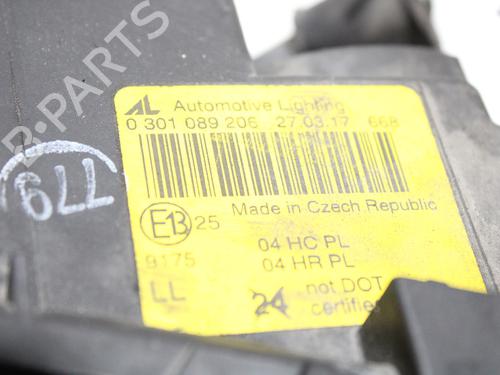 B-PARTS
AL Automotive Lighting
0 301 089 206 27.03.17 668
Made in Czech Republic
E13 25
04 HC PL
9175 04 HR PL
LL 24 not DOT
certified
779